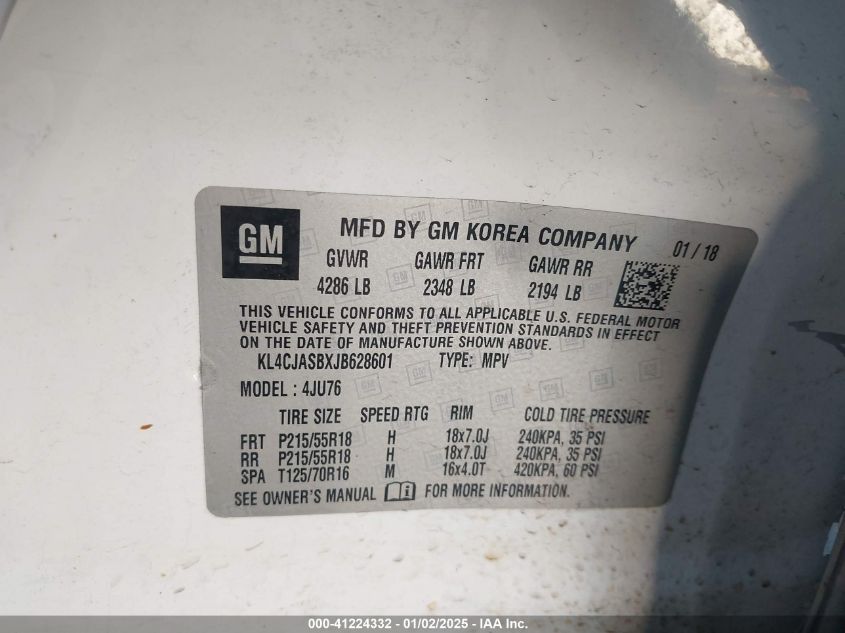 GM
MFD BY GM KOREA COMPANY 01 / 18
GVWR GAWR FRT GAWR RR
4286 LB 2348 LB 2194 LB
THIS VEHICLE CONFORMS TO ALL APPLICABLE U.S. FEDERAL MOTOR
VEHICLE SAFETY AND THEFT PREVENTION STANDARDS IN EFFECT
ON THE DATE OF MANUFACTURE SHOWN ABOVE.
KL4CJASBXJB628601 TYPE: MPV
MODEL : 4JU76
TIRE SIZE SPEED RTG RIM COLD TIRE PRESSURE
FRT P215/55R18 H 18x7.0J 240KPA, 35 PSI
RR P215/55R18 H 18x7.0J 240KPA, 35 PSI
SPA T125/70R16 M 16x4.0T 420KPA, 60 PSI
SEE OWNER'S MANUAL FOR MORE INFORMATION.
000-41224332 - 01/02/2025 - IAA Inc.